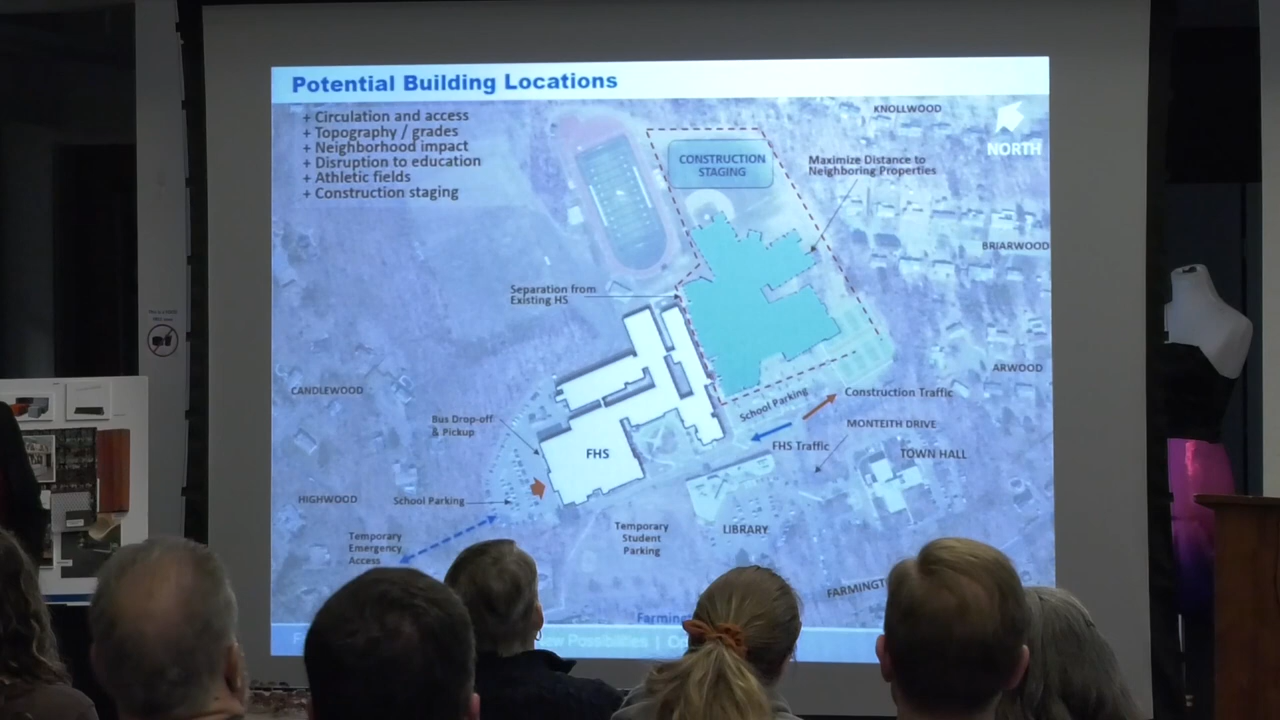 Potential Building Locations
+ Circulation and access
+ Topography / grades
+ Neighborhood impact
+ Disruption to education
+ Athletic fields
+ Construction staging
KNOLLWOOD
NORTH
CONSTRUCTION
STAGING
Maximize Distance to
Neighboring Properties
BRIARWOOD
Separation from
Existing HS
ARWOOD
CANDLEWOOD
School Parking
Construction Traffic
Bus Drop-off
& Pickup
MONTEITH DRIVE
FHS Traffic
FHS
TOWN HALL
HIGHWOOD
School Parking
Temporary
Student
Parking
LIBRARY
Temporary
Emergency
Access